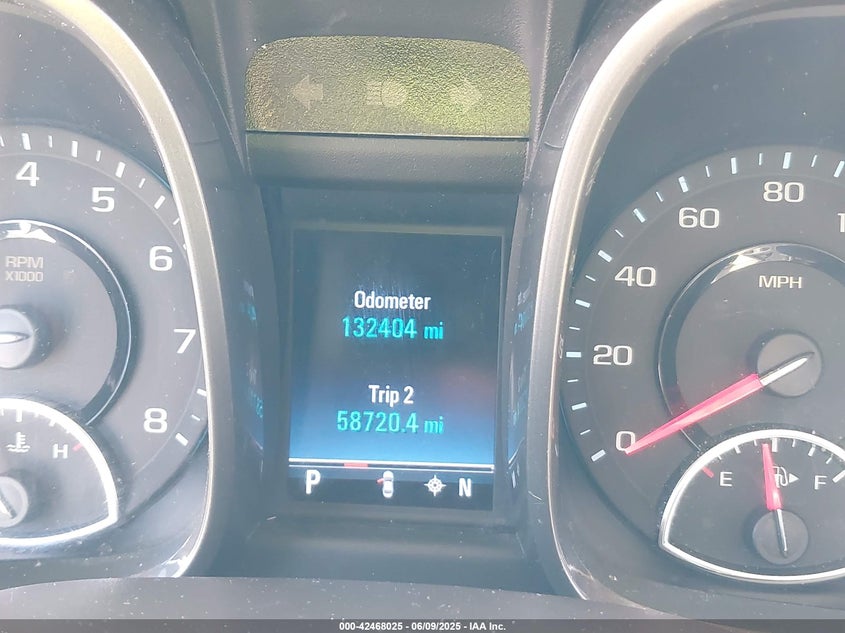 4
5
6
7
8
RPM
X1000
H
Odometer
132404 mi
Trip 2
58720.4 mi
P
N
0
20
40
60
80
MPH
E
F
000-42468025 - 06/09/2025 - IAA Inc.